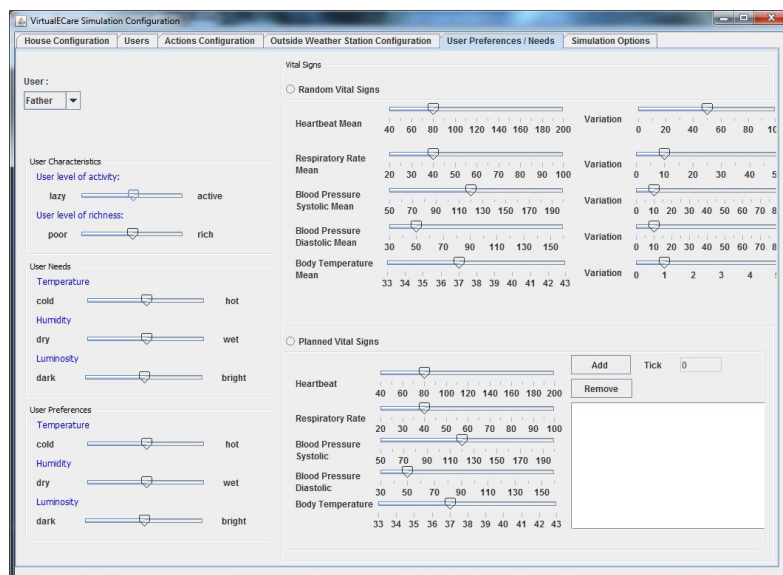 VirtualECare Simulation Configuration
House Configuration Users Actions Configuration Outside Weather Station Configuration User Preferences / Needs Simulation Options
User :
Father
User Characteristics
User level of activity:
lazy active
User level of richness:
poor rich
User Needs
Temperature
cold hot
Humidity
dry wet
Luminosity
dark bright
User Preferences
Temperature
cold hot
Humidity
dry wet
Luminosity
dark bright
Vital Signs
Random Vital Signs
Heartbeat Mean
40 60 80 100 120 140 160 180 200
Variation
0 20 40 60 80 10
Respiratory Rate
Mean
20 30 40 50 60 70 80 90 100
Variation
0 10 20 30 40 5
Blood Pressure
Systolic Mean
50 70 90 110 130 150 170 190
Variation
0 10 20 30 40 50 60 70 8
Blood Pressure
Diastolic Mean
30 50 70 90 110 130 150
Variation
0 10 20 30 40 50 60 70 8
Body Temperature
Mean
33 34 35 36 37 38 39 40 41 42 43
Variation
0 1 2 3 4
Planned Vital Signs
Heartbeat
40 60 80 100 120 140 160 180 200
Respiratory Rate
20 30 40 50 60 70 80 90 100
Blood Pressure
Systolic
50 70 90 110 130 150 170 190
Blood Pressure
Diastolic
30 50 70 90 110 130 150
Body Temperature
33 34 35 36 37 38 39 40 41 42 43
Add Tick 0
Remove